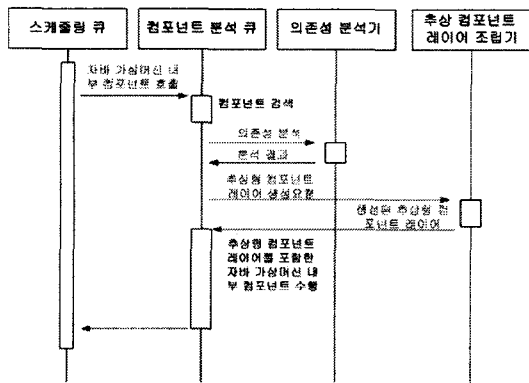 스케줄링 큐
컴포넌트 분석 큐
의존성 분석기
추상 컴포넌트
레이어 조립기
자바 가상머신 내
부 컴포넌트 호출
컴포넌트 검색
의존성 분석
분석 결과
추상형 컴포넌트
레이어 생성요청
생성된 추상형 컴
포넌트 레이어
추상형 컴포넌트
레이어를 포함한
자바 가상머신 내
부 컴포넌트 수행